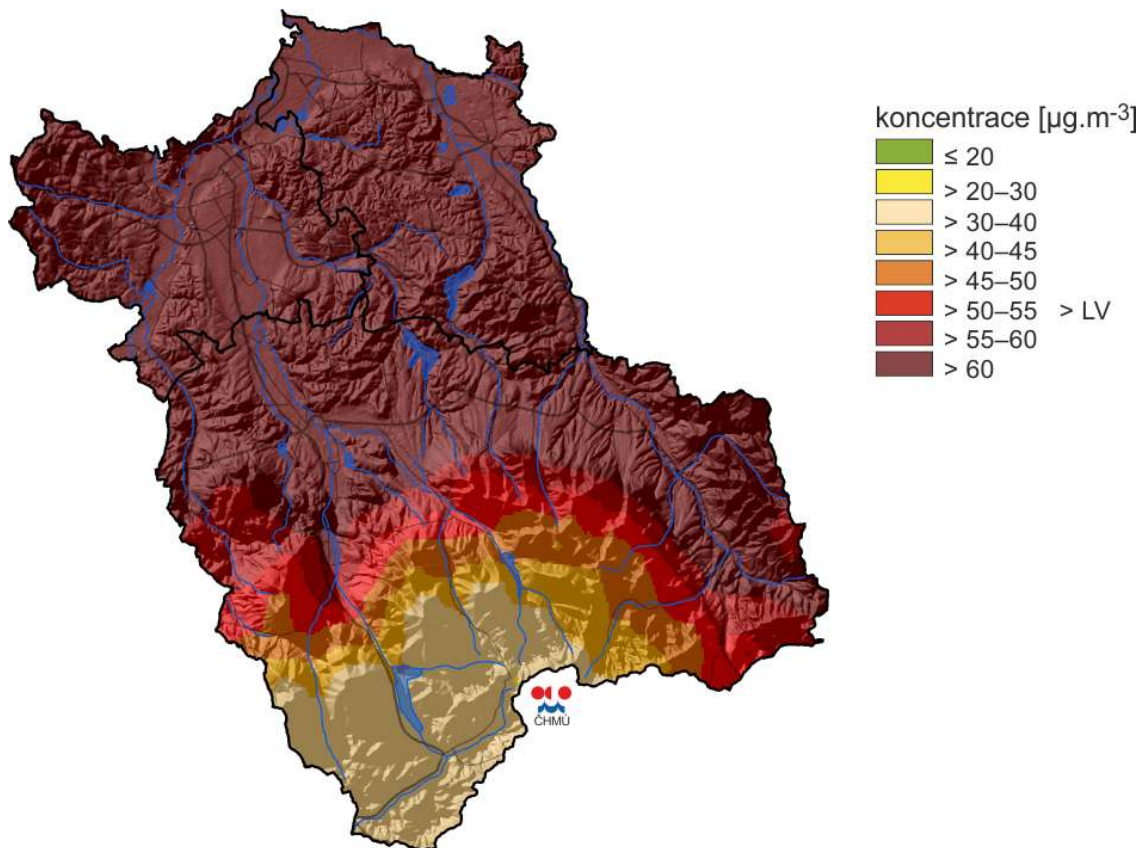 koncentrace [µg.m-3]
≤ 20
> 20–30
> 30–40
> 40–45
> 45–50
> 50–55 > LV
> 55–60
> 60
ČHMÚ